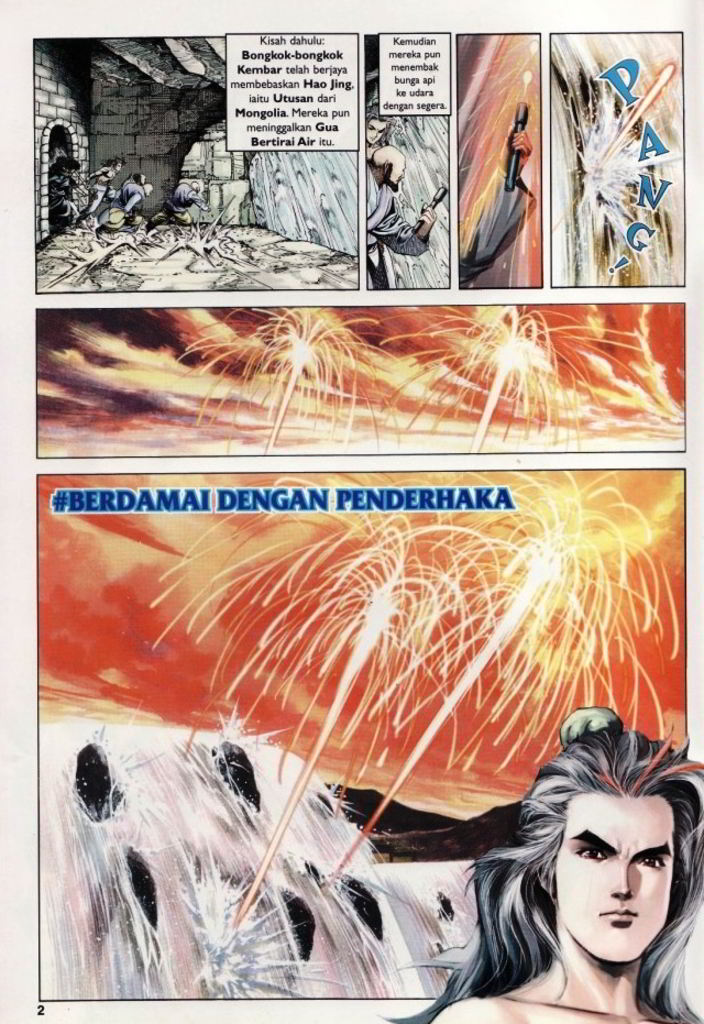 Kisah dahulu:
Bongkok-bongkok
Kembar telah berjaya
membebaskan Hao Jing,
iaitu Utusan dari
Mongolia. Mereka pun
meninggalkan Gua
Bertirai Air itu.
Kemudian
mereka pun
menembak
bunga api
ke udara
dengan segera.
PANG!
#BERDAMAI DENGAN PENDERHAKA
2